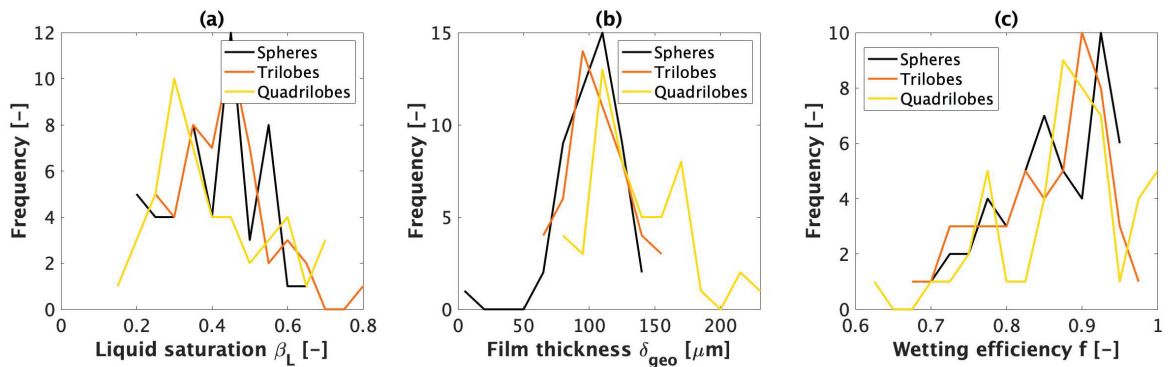 (a)
12
10
8
6
4
2
0
Frequency [-]
Spheres
Trilobes
Quadrilobes
0 0.2 0.4 0.6 0.8
Liquid saturation β_L [-]
(b)
15
10
5
0
Frequency [-]
Spheres
Trilobes
Quadrilobes
0 50 100 150 200
Film thickness δ_geo [μm]
(c)
10
8
6
4
2
0
Frequency [-]
Spheres
Trilobes
Quadrilobes
0.6 0.7 0.8 0.9 1
Wetting efficiency f [-]